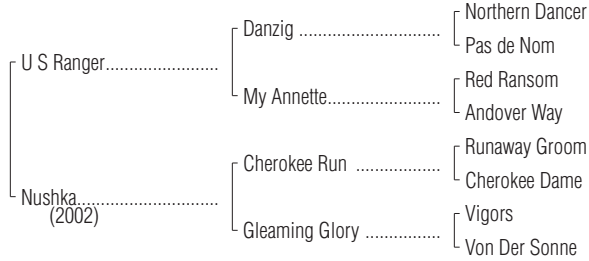 Northern Dancer
Danzig ..............................
Pas de Nom
U S Ranger........................
Red Ransom
My Annette........................
Andover Way
Runaway Groom
Cherokee Run ..................
Cherokee Dame
Nushka..............................
(2002)
Vigors
Gleaming Glory ................
Von Der Sonne